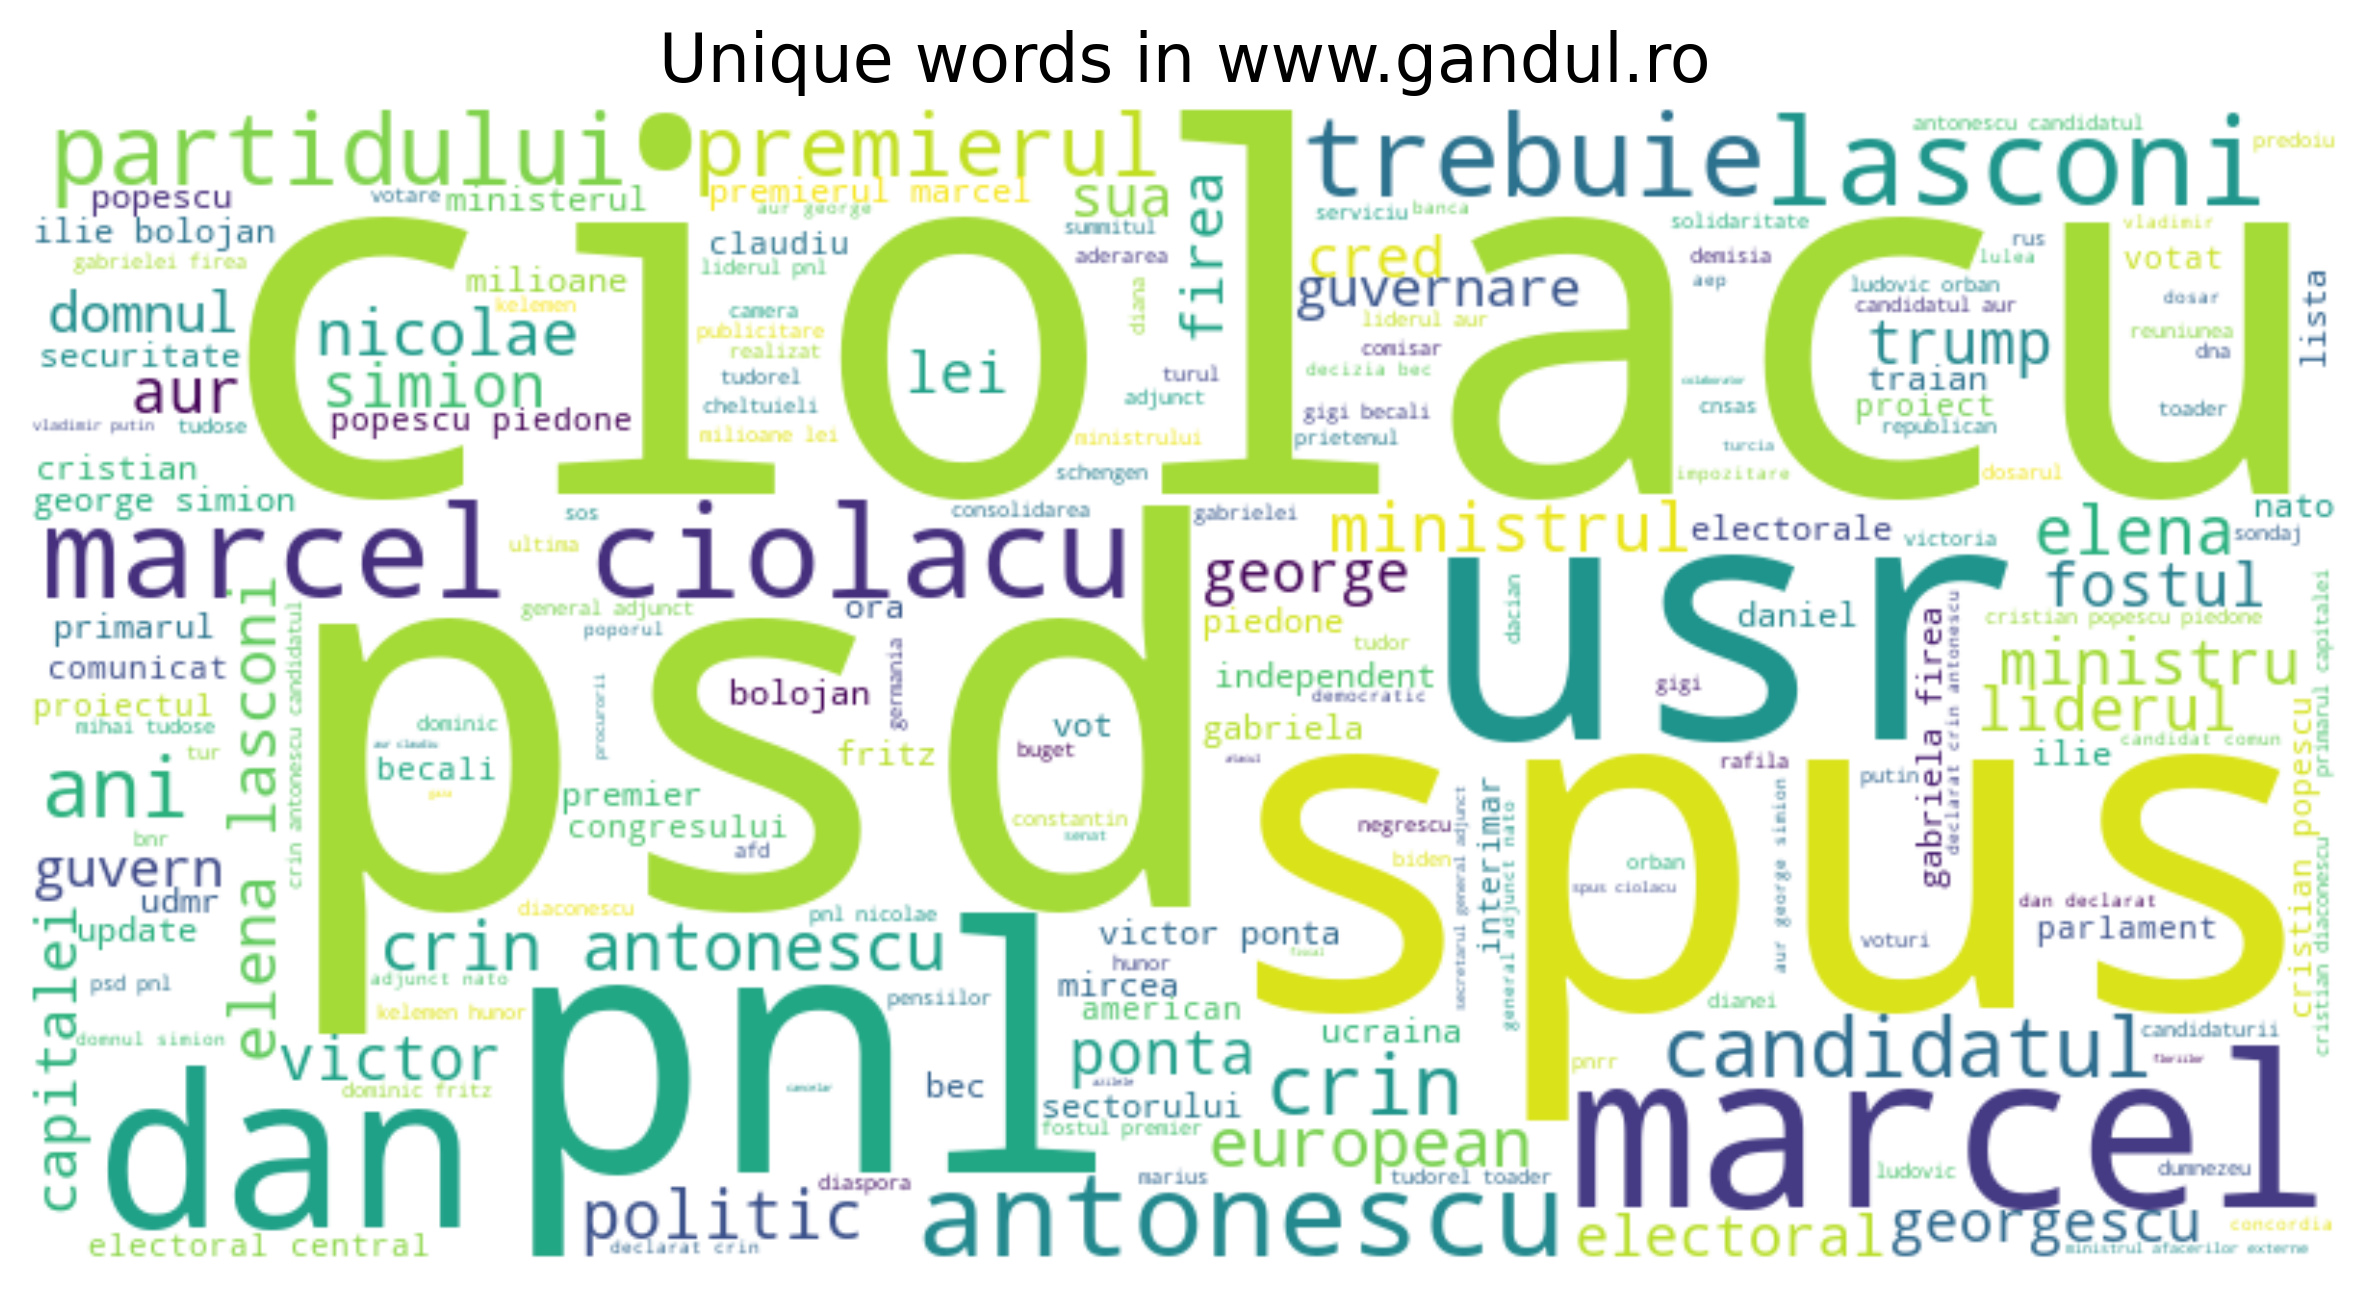 Unique words in www.gandul.ro
partidului
premierul
trebuie
lasconi
antonescu candidatul
predoiu
popescu
votare
ministerul
premierul marcel
aur george
sua
firea
serviciu
banca
solidaritate
vladimir
ilie bolojan
claudiu
summitul
cred
rus
votat
gabrielei firea
liderul pnl
aderarea
demisia
lulea
ciolacu
milioane
guvernare
aep
ludovic orban
lista
domnul
kelemen
camera
diana
candidatul aur
dosar
nicolae
publicitare
liderul aur
trump
reuniunea
securitate
realizat
comisar
dna
simion
tudorel
lei
turul
decizia bec
traian
aur
cheltuieli
adjunct
gigi becali
cnsas
proiect
toader
vladimir putin
tudose
popescu piedone
milioane lei
ministrului
prietenul
republican
turcia
cristian
schengen
impozitare
dosarul
george simion
sos
consolidarea
gabrielei
ministrul
electorale
victoria
elena
nato
sondaj
marcel ciolacu
ultima
george
usr
fostul
general adjunct
ora
dacian
daniel
cristian popescu piedone
primarul
poporul
piedone
tudor
comunicat
elena lasconi
crin antonescu candidatul
psd
procurorii
bolojan
germania
independent
democratic
gigi
gabriela firea
declarat crin antonescu
ministru
primarul capitalei
proiectul
mihai tudose
tur
dominic
aur claudiu
becali
vot
buget
fritz
gabriela
liderul
candidat comun
ilie
cristian popescu
ani
premier
congresului
constantin
senat
spus
rafila
putin
bnr
afd
negrescu
biden
secretarul general adjunct
interimar
general adjunct nato
orban
spus ciolacu
aur george simion
guvern
udmr
update
diaconescu
pnl nicolae
dan declarat
parlament
voturi
cristian diaconescu
capitalei
psd pnl
crin antonescu
adjunct nato
kelemen hunor
pensiilor
victor ponta
hunor
mircea
american
dianei
domnul simion
victor
dominic fritz
pnl
ponta
ucraina
crin
pnrr
candidatul
candidaturii
dan
bec
sectorului
fostul premier
european
marcel
electoral central
politic
diaspora
declarat crin
antonescu
marius
tudorel toader
ludovic
dumnezeu
electoral
georgescu
concordia
ministrul afacerilor externe